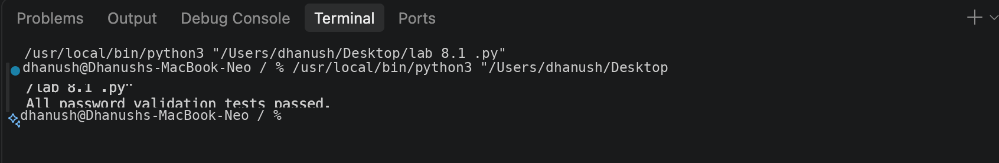 Problems Output Debug Console Terminal Ports
/usr/local/bin/python3 "/Users/dhanush/Desktop/lab 8.1 .py"
dhanush@Dhanushs-MacBook-Neo / % /usr/local/bin/python3 "/Users/dhanush/Desktop
/lab 8.1 .py"
All password validation tests passed.
dhanush@Dhanushs-MacBook-Neo / %